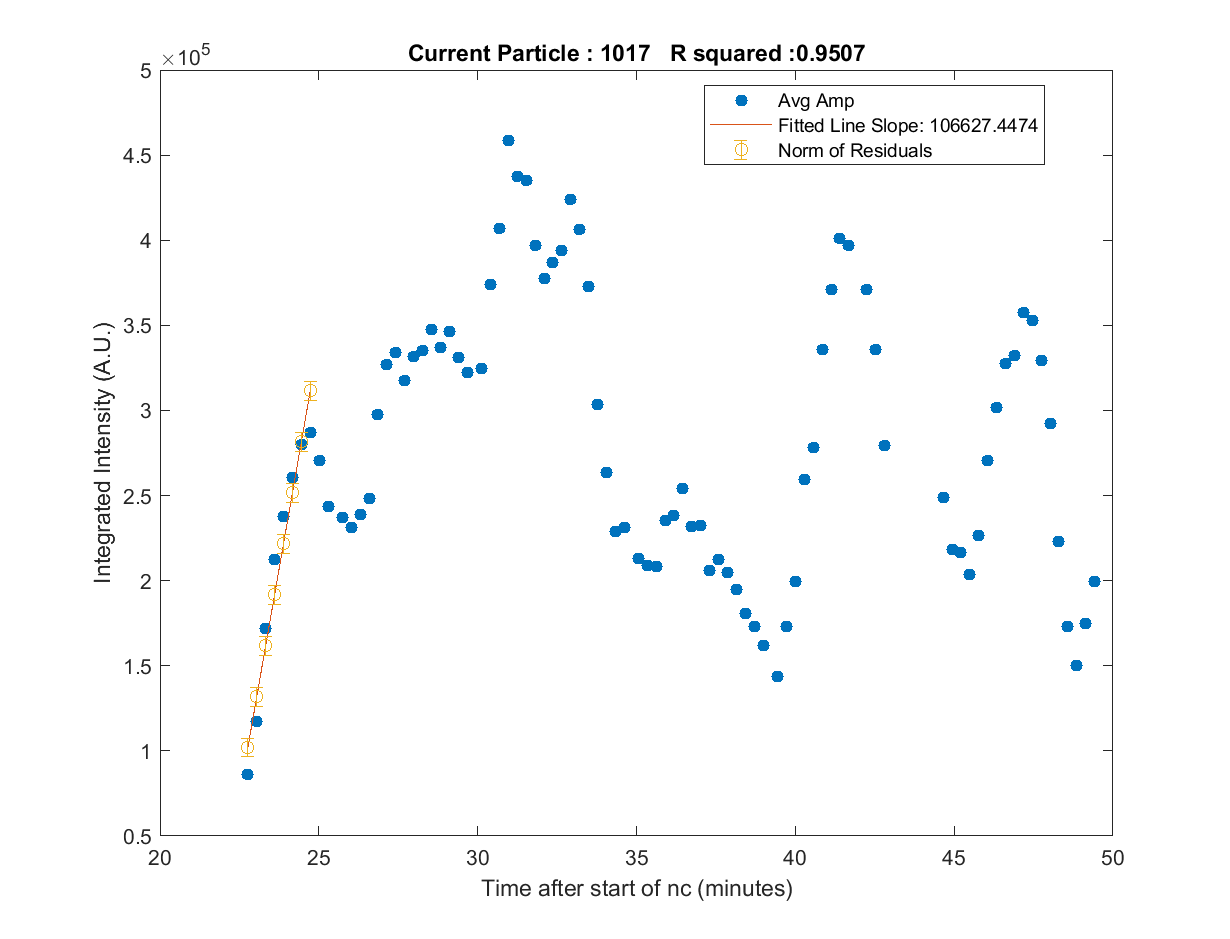 Current Particle : 1017 R squared :0.9507
×10^5
5
4.5
4
3.5
3
2.5
2
1.5
1
0.5
Integrated Intensity (A.U.)
Avg Amp
Fitted Line Slope: 106627.4474
Norm of Residuals
20 25 30 35 40 45 50
Time after start of nc (minutes)